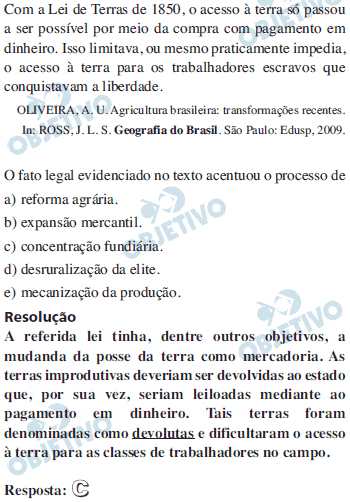 Com a Lei de Terras de 1850, o acesso à terra só passou
a ser possível por meio da compra com pagamento em
dinheiro. Isso limitava, ou mesmo praticamente impedia,
o acesso à terra para os trabalhadores escravos que
conquistavam a liberdade.
OLIVEIRA, A. U. Agricultura brasileira: transformações recentes.
In: ROSS, J. L. S. Geografia do Brasil. São Paulo: Edusp, 2009.
O fato legal evidenciado no texto acentuou o processo de
a) reforma agrária.
b) expansão mercantil.
c) concentração fundiária.
d) desruralização da elite.
e) mecanização da produção.
Resolução
A referida lei tinha, dentre outros objetivos, a
mudanda da posse da terra como mercadoria. As
terras improdutivas deveriam ser devolvidas ao estado
que, por sua vez, seriam leiloadas mediante ao
pagamento em dinheiro. Tais terras foram
denominadas como devolutas e dificultaram o acesso
à terra para as classes de trabalhadores no campo.
Resposta: C
OBJETIVO
OBJETIVO
OBJETIVO
OBJETIVO
OBJETIVO